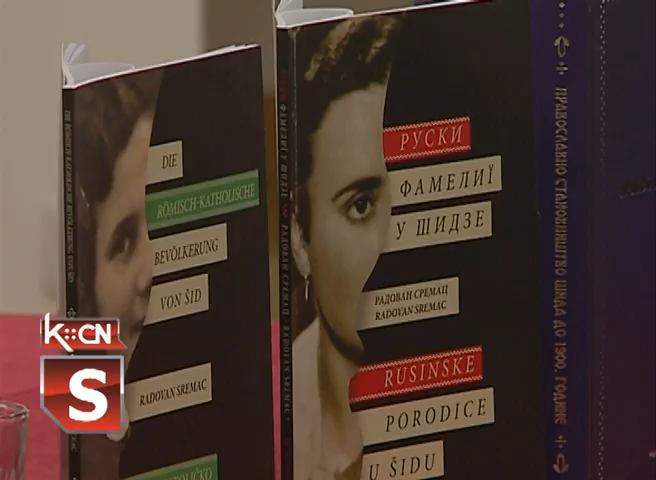 DIE
RÖMISCH-KATHOLISCHE
BEVÖLKERUNG
VON ŠID
RADOVAN SREMAC
РУСКИ
ФАМЕЛИЇ
У ШИДЗЕ
РАДОВАН СРЕМАЦ
RADOVAN SREMAC
RUSINSKE
PORODICE
U ŠIDU
ПРАВОСЛАВНО СТАНОВНИШТВО ШИДА ДО 1900. ГОДИНЕ
K::CN
S